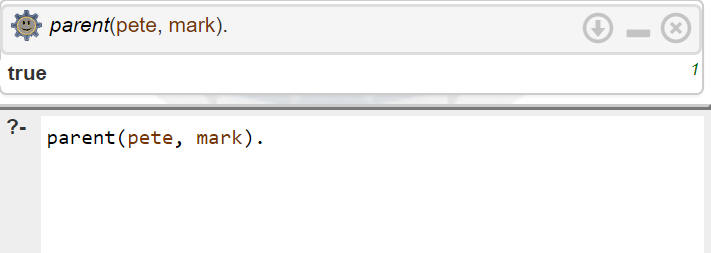 parent(pete, mark).
true
1
?-
parent(pete, mark).